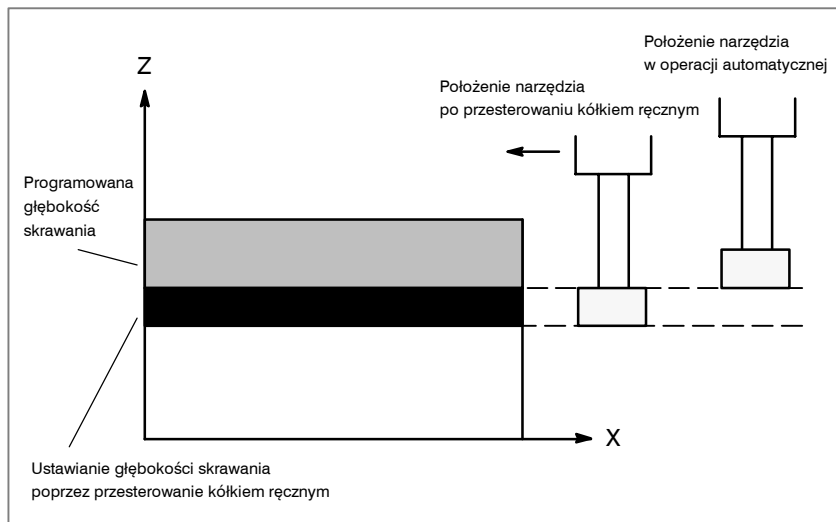 Położenie narzędzia
w operacji automatycznej
Z
Położenie narzędzia
po przesterowaniu kółkiem ręcznym
Programowana
głębokość
skrawania
X
Ustawianie głębokości skrawania
poprzez przesterowanie kółkiem ręcznym